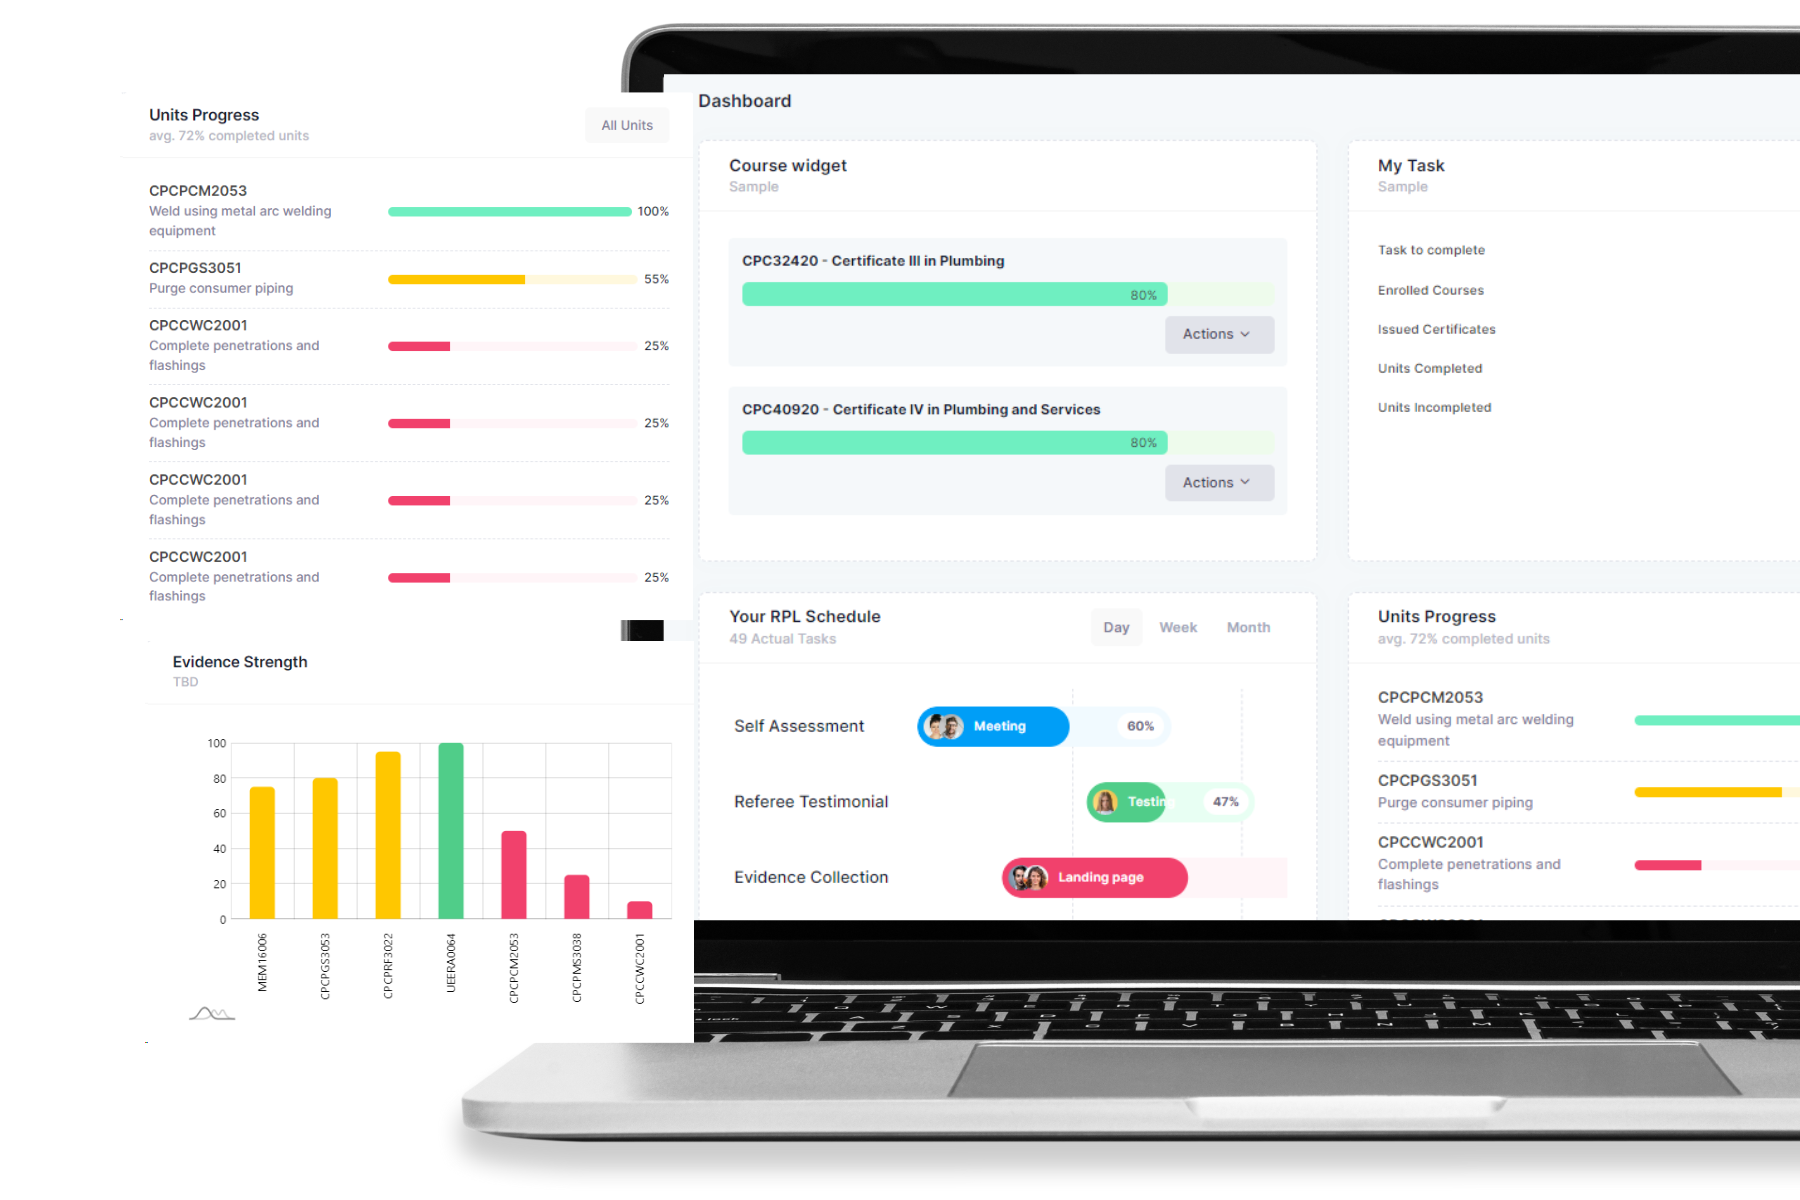 Units Progress
avg. 72% completed units
All Units
CPCPCM2053
Weld using metal arc welding
equipment
100%
CPCPGS3051
Purge consumer piping
55%
CPCCWC2001
Complete penetrations and
flashings
25%
CPCCWC2001
Complete penetrations and
flashings
25%
CPCCWC2001
Complete penetrations and
flashings
25%
CPCCWC2001
Complete penetrations and
flashings
25%
Evidence Strength
TBD
100
80
60
40
20
0
MEM16006
CPCPGS3053
CPCPRF3022
UEERA0064
CPCPCM2053
CPCPMS3038
CPCCWC2001
Dashboard
Course widget
Sample
CPC32420 - Certificate III in Plumbing
80%
Actions
CPC40920 - Certificate IV in Plumbing and Services
80%
Actions
My Task
Sample
Task to complete
Enrolled Courses
Issued Certificates
Units Completed
Units Incompleted
Your RPL Schedule
49 Actual Tasks
Day Week Month
Self Assessment
Meeting
60%
Referee Testimonial
Testin
47%
Evidence Collection
Landing page
Units Progress
avg. 72% completed units
CPCPCM2053
Weld using metal arc welding
equipment
CPCPGS3051
Purge consumer piping
CPCCWC2001
Complete penetrations and
flashings